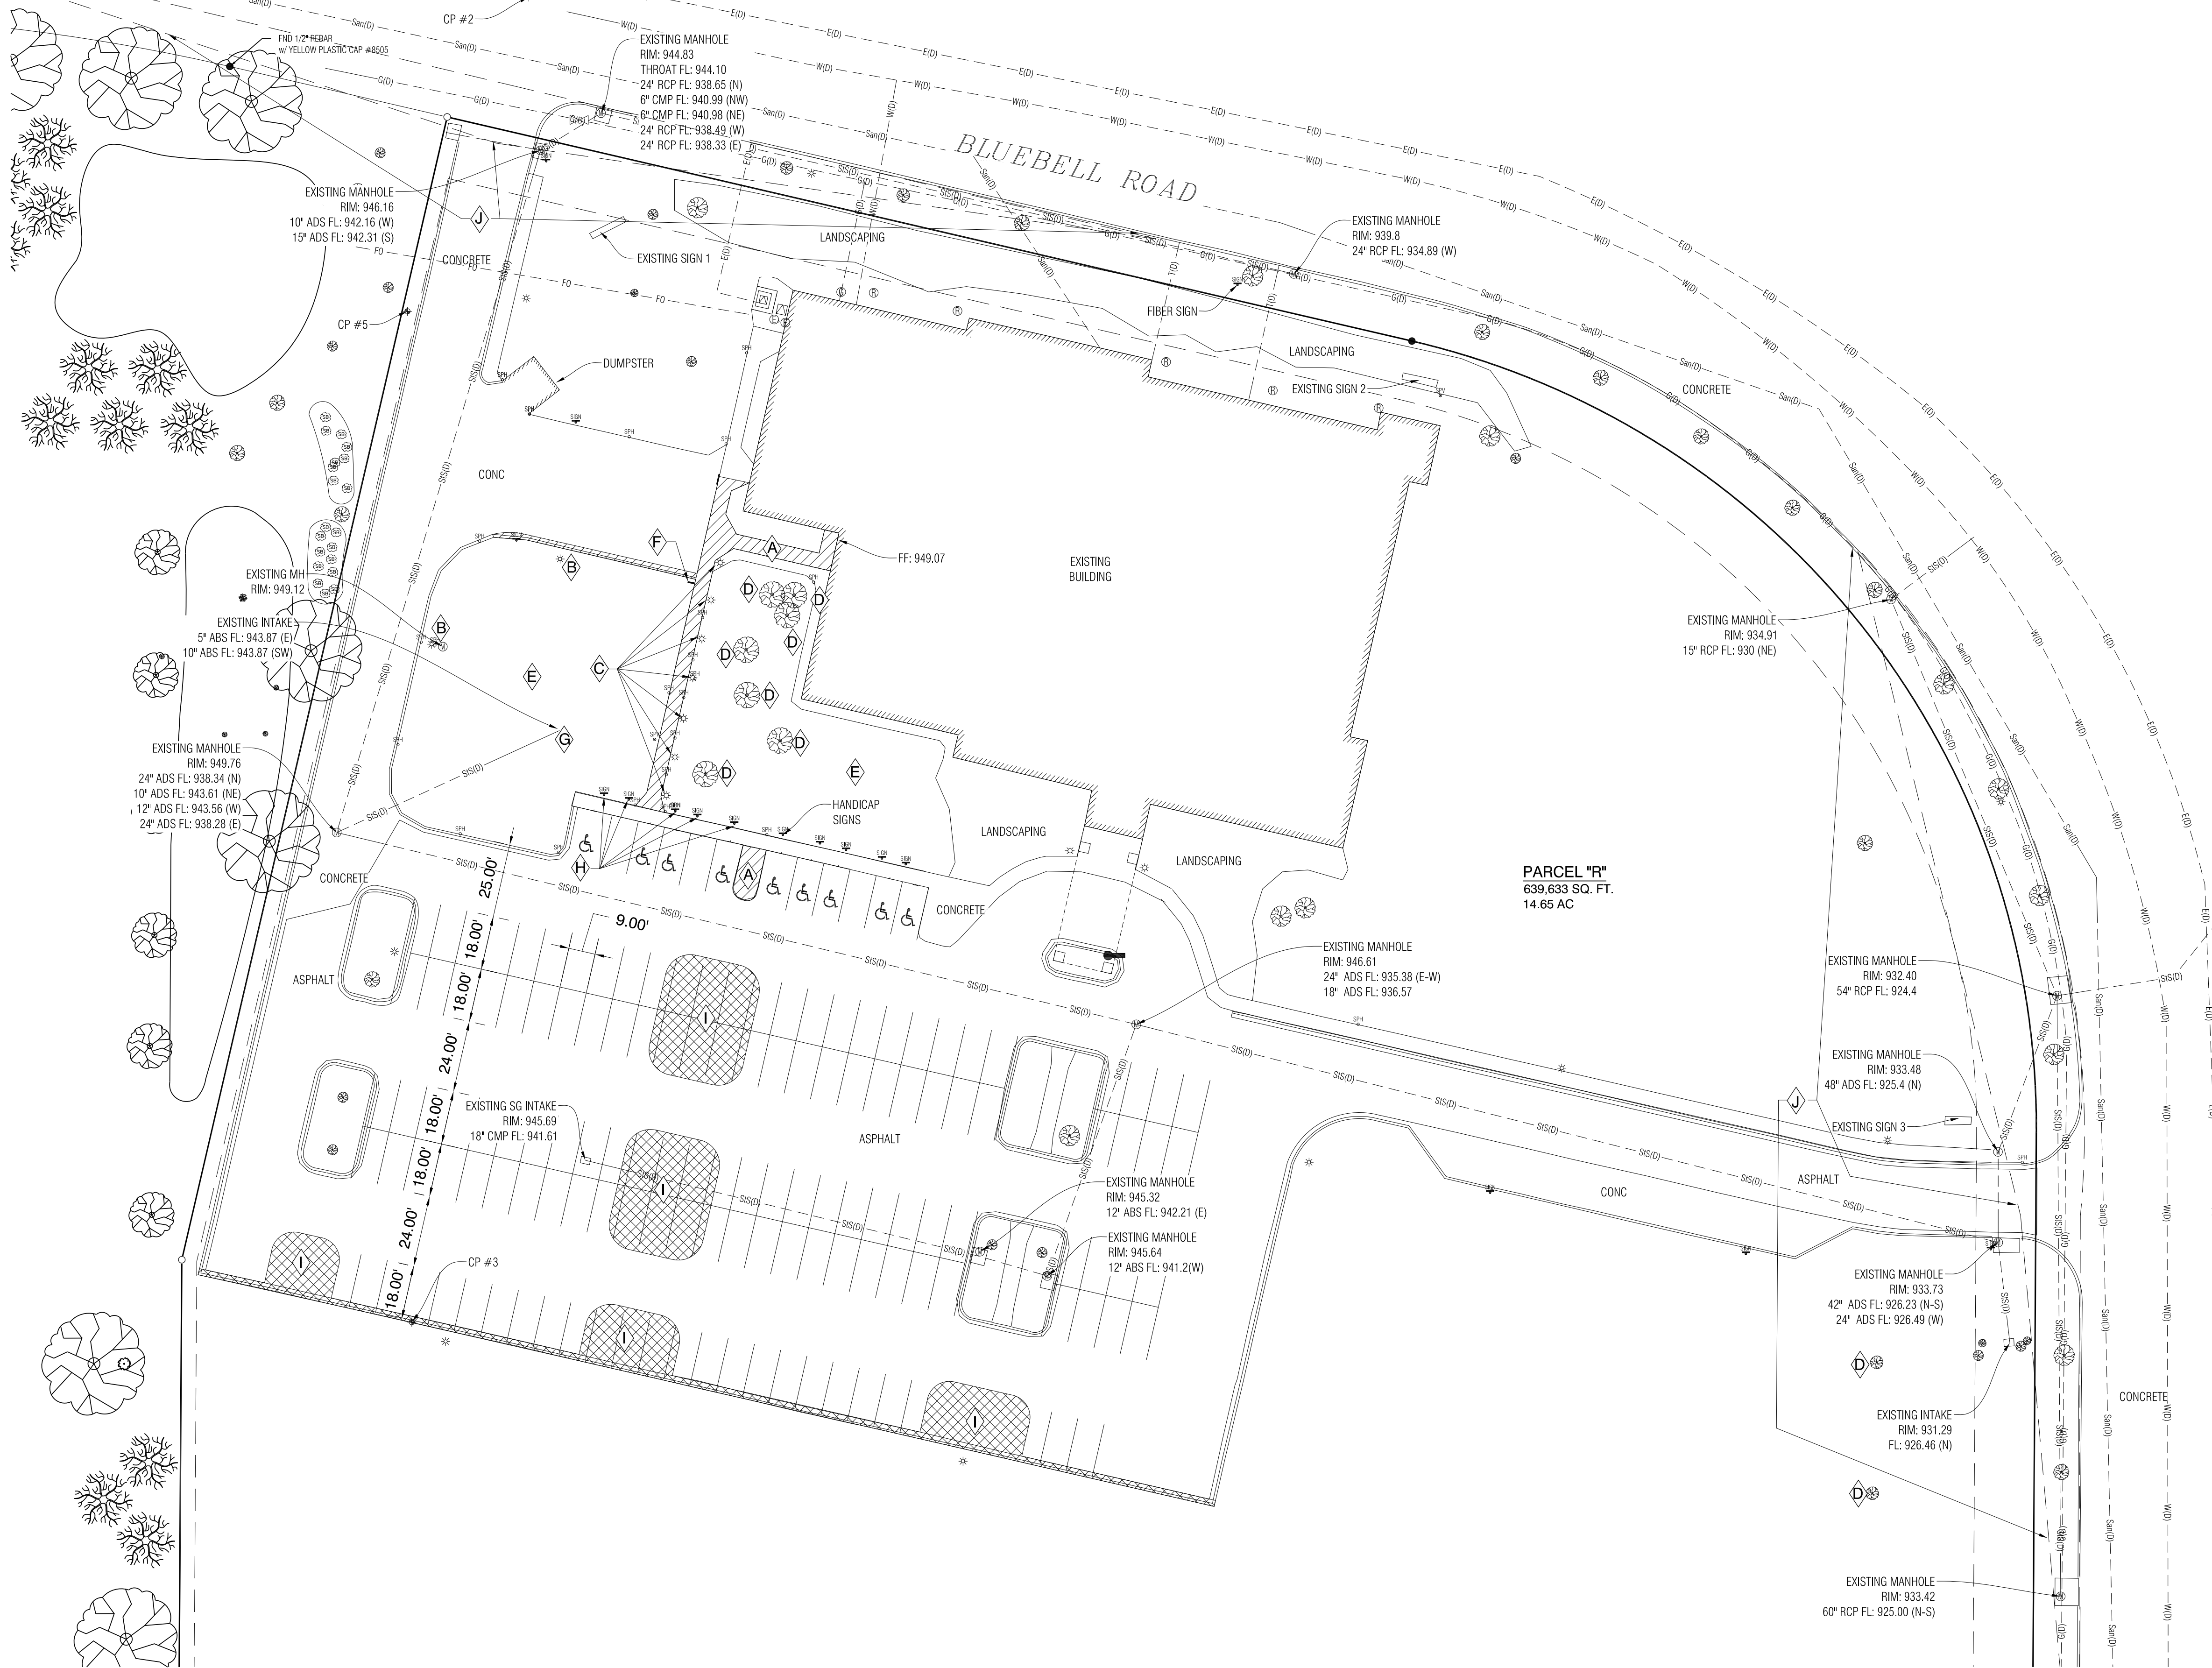 CP #2
FND 1/2" REBAR
w/ YELLOW PLASTIC CAP #8505
EXISTING MANHOLE
RIM: 944.83
THROAT FL: 944.10
24" RCP FL: 938.65 (N)
6" CMP FL: 940.99 (NW)
6" CMP FL: 940.98 (NE)
24" RCP FL: 938.49 (W)
24" RCP FL: 938.33 (E)
BLUEBELL ROAD
EXISTING MANHOLE
RIM: 946.16
10" ADS FL: 942.16 (W)
15" ADS FL: 942.31 (S)
J
CONCRETE
EXISTING SIGN 1
LANDSCAPING
EXISTING MANHOLE
RIM: 939.8
24" RCP FL: 934.89 (W)
FIBER SIGN
CP #5
DUMPSTER
LANDSCAPING
EXISTING SIGN 2
CONCRETE
CONC
F
A
FF: 949.07
EXISTING
BUILDING
B
D
D
D
D
D
D
D
EXISTING MH
RIM: 949.12
EXISTING INTAKE
5" ABS FL: 943.87 (E)
10" ABS FL: 943.87 (SW)
B
E
C
G
E
EXISTING MANHOLE
RIM: 934.91
15" RCP FL: 930 (NE)
EXISTING MANHOLE
RIM: 949.76
24" ADS FL: 938.34 (N)
10" ADS FL: 943.61 (NE)
12" ADS FL: 943.56 (W)
24" ADS FL: 938.28 (E)
HANDICAP
SIGNS
LANDSCAPING
LANDSCAPING
H
A
CONCRETE
CONCRETE
PARCEL "R"
639,633 SQ. FT.
14.65 AC
25.00'
18.00'
9.00'
18.00'
24.00'
18.00'
18.00'
24.00'
18.00'
ASPHALT
I
EXISTING MANHOLE
RIM: 946.61
24" ADS FL: 935.38 (E-W)
18" ADS FL: 936.57
EXISTING MANHOLE
RIM: 932.40
54" RCP FL: 924.4
EXISTING MANHOLE
RIM: 933.48
48" ADS FL: 925.4 (N)
J
EXISTING SIGN 3
EXISTING SG INTAKE
RIM: 945.69
18" CMP FL: 941.61
ASPHALT
I
EXISTING MANHOLE
RIM: 945.32
12" ABS FL: 942.21 (E)
EXISTING MANHOLE
RIM: 945.64
12" ABS FL: 941.2(W)
CONC
ASPHALT
I
CP #3
I
I
EXISTING MANHOLE
RIM: 933.73
42" ADS FL: 926.23 (N-S)
24" ADS FL: 926.49 (W)
D
CONCRETE
EXISTING INTAKE
RIM: 931.29
FL: 926.46 (N)
D
EXISTING MANHOLE
RIM: 933.42
60" RCP FL: 925.00 (N-S)
San(D)
W(D)
E(D)
G(D)
StS(D)
T(D)
FO
SPH
SIGN
SB